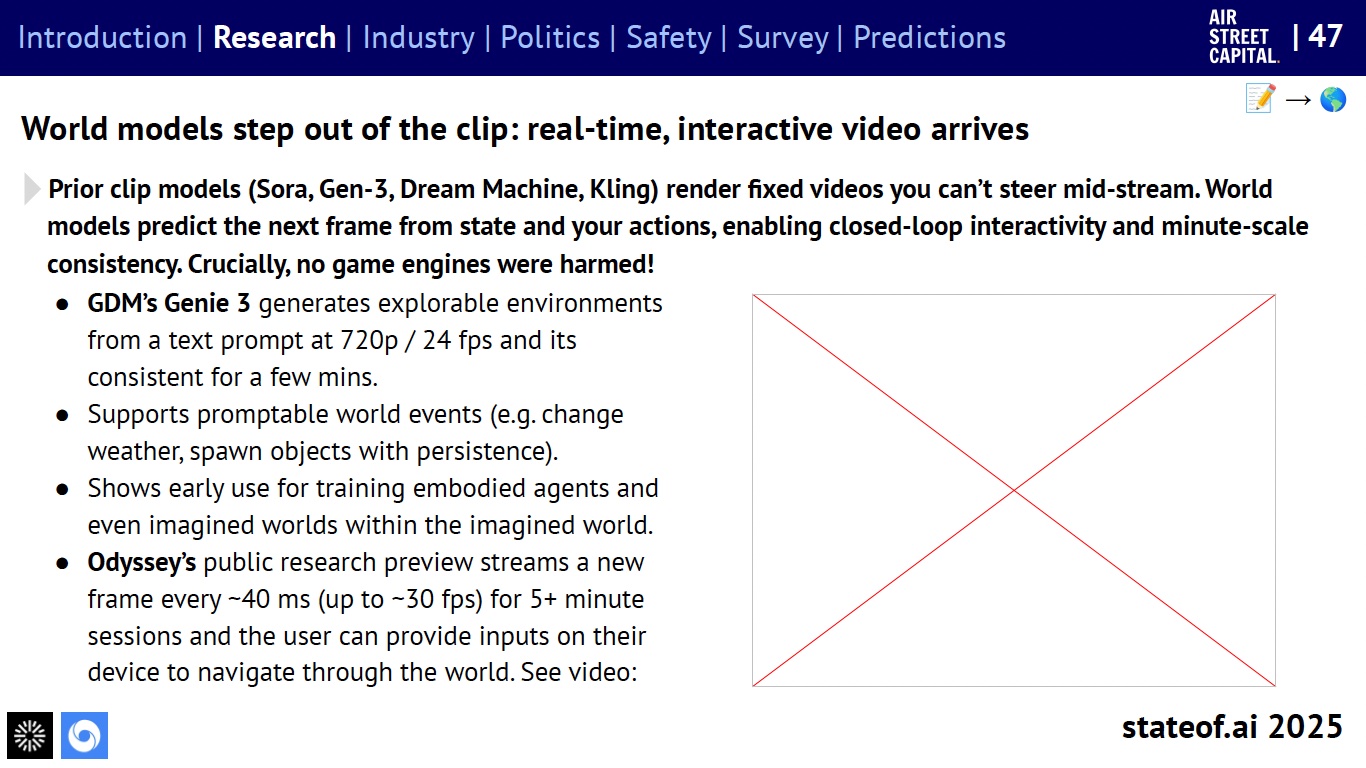 Introduction | Research | Industry | Politics | Safety | Survey | Predictions
AIR
STREET
CAPITAL.
| 47
World models step out of the clip: real-time, interactive video arrives
Prior clip models (Sora, Gen-3, Dream Machine, Kling) render fixed videos you can’t steer mid-stream. World
models predict the next frame from state and your actions, enabling closed-loop interactivity and minute-scale
consistency. Crucially, no game engines were harmed!
● GDM’s Genie 3 generates explorable environments
from a text prompt at 720p / 24 fps and its
consistent for a few mins.
● Supports promptable world events (e.g. change
weather, spawn objects with persistence).
● Shows early use for training embodied agents and
even imagined worlds within the imagined world.
● Odyssey’s public research preview streams a new
frame every ~40 ms (up to ~30 fps) for 5+ minute
sessions and the user can provide inputs on their
device to navigate through the world. See video:
stateof.ai 2025